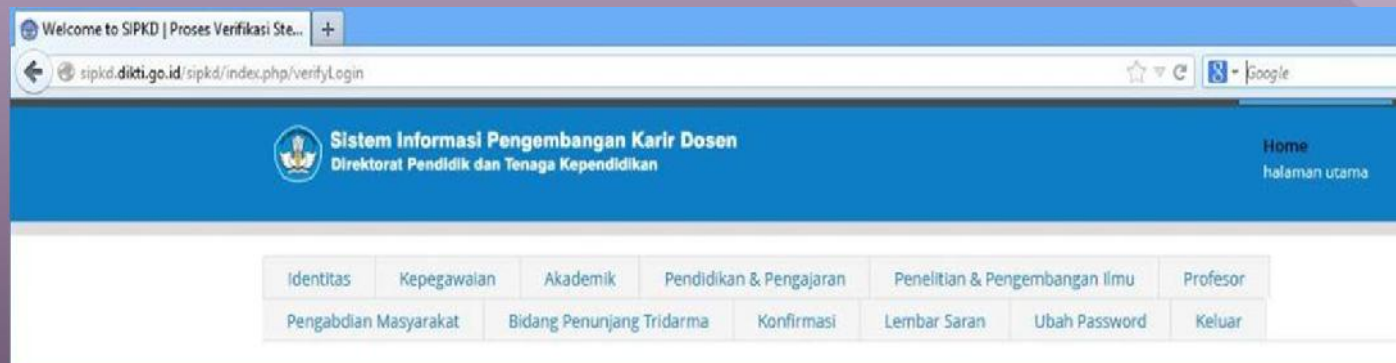 Welcome to SIPKD | Proses Verifikasi Ste... +
sipkd.dikti.go.id/sipkd/index.php/verifyLogin Google
Sistem Informasi Pengembangan Karir Dosen
Direktorat Pendidik dan Tenaga Kependidikan
Home
halaman utama
Identitas Kepegawaian Akademik Pendidikan & Pengajaran Penelitian & Pengembangan Ilmu Profesor
Pengabdian Masyarakat Bidang Penunjang Tridarma Konfirmasi Lembar Saran Ubah Password Keluar